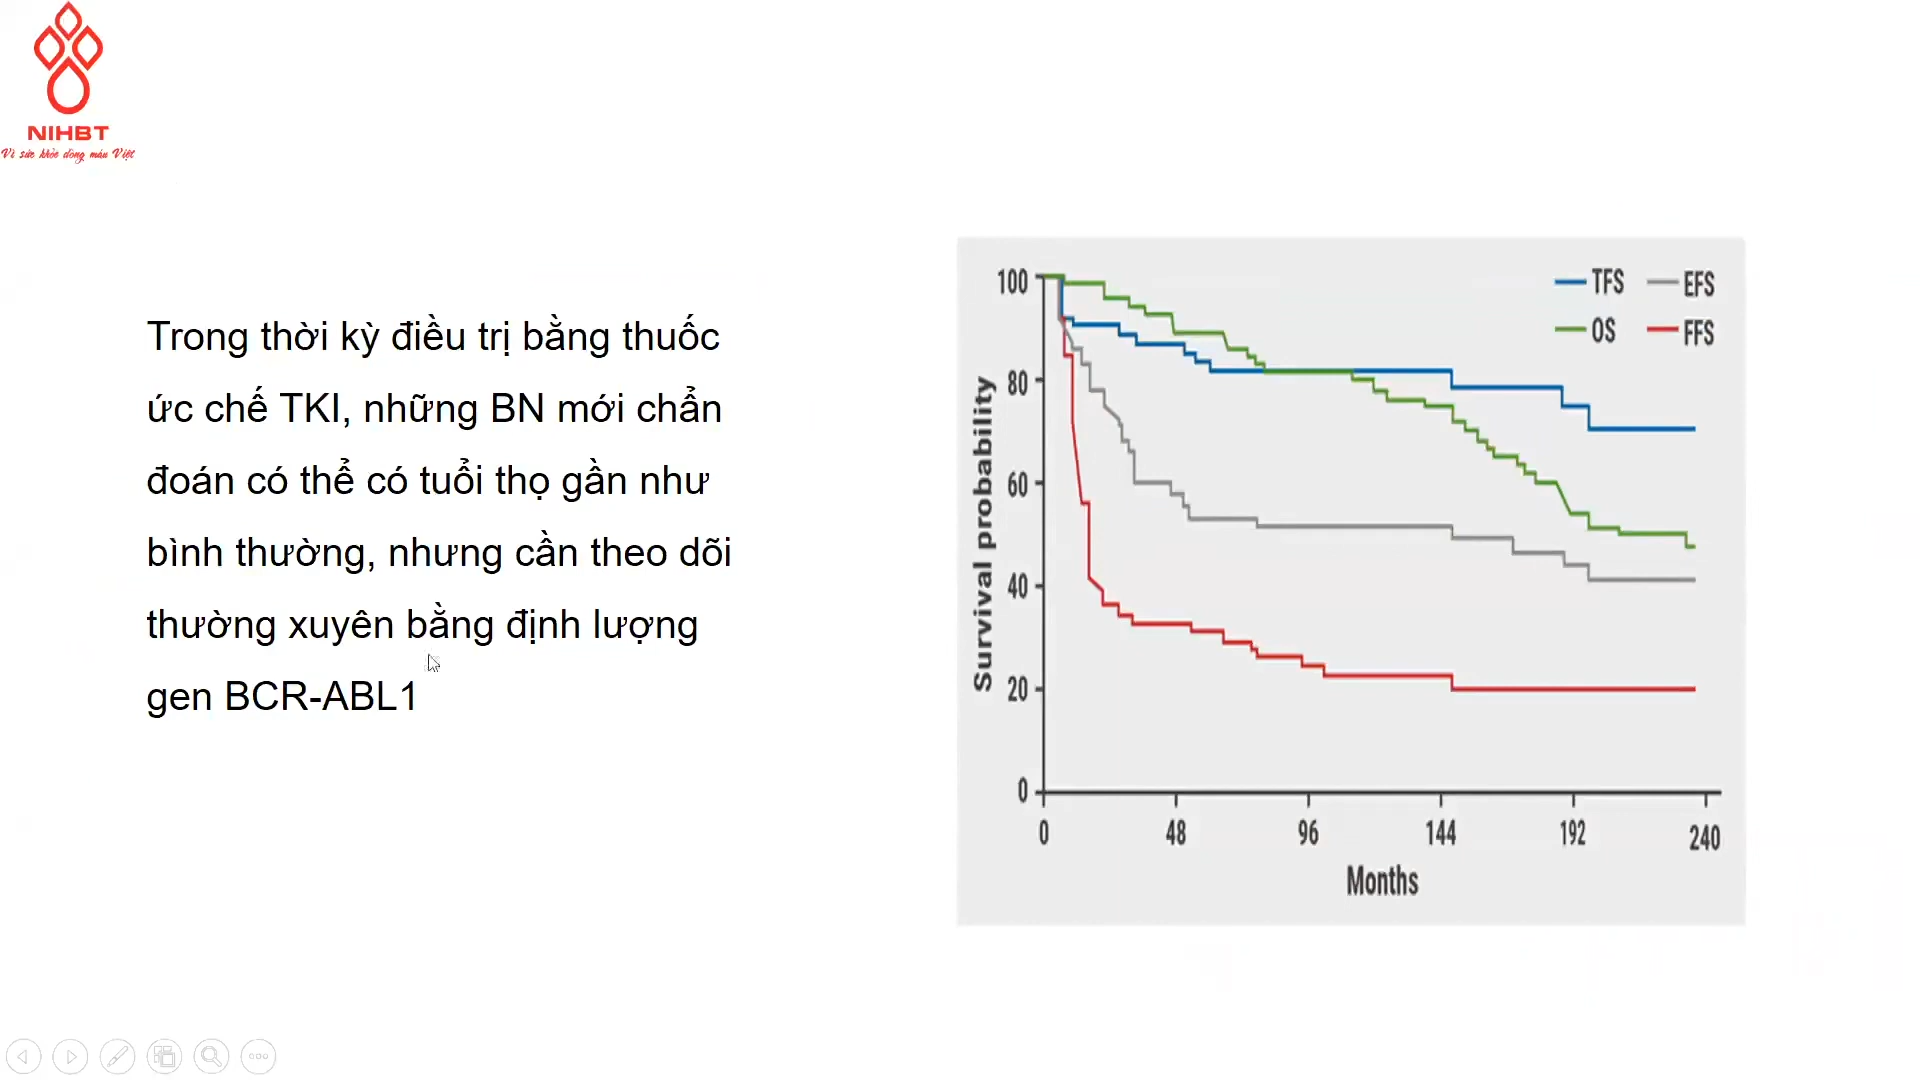 NIHBT
Vì sức khỏe dòng máu Việt
Trong thời kỳ điều trị bằng thuốc
ức chế TKI, những BN mới chẩn
đoán có thể có tuổi thọ gần như
bình thường, nhưng cần theo dõi
thường xuyên bằng định lượng
gen BCR-ABL1
TFS EFS
OS FFS
Survival probability
100
80
60
40
20
0
0 48 96 144 192 240
Months